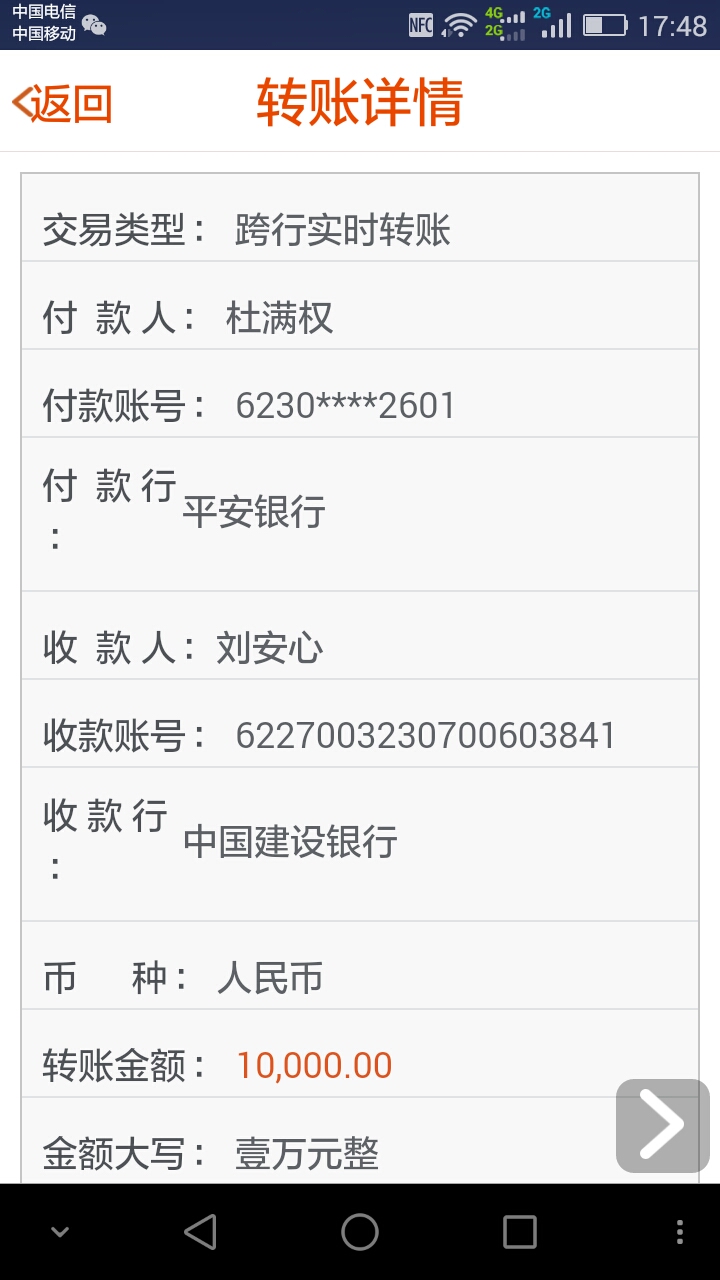 中国电信
中国移动
NFC 4G 2G 2G 17:48
返回 转账详情
交易类型： 跨行实时转账
付 款 人： 杜满权
付款账号： 6230****2601
付 款 行
： 平安银行
收 款 人： 刘安心
收款账号： 6227003230700603841
收 款 行
： 中国建设银行
币 种： 人民币
转账金额： 10,000.00
金额大写： 壹万元整